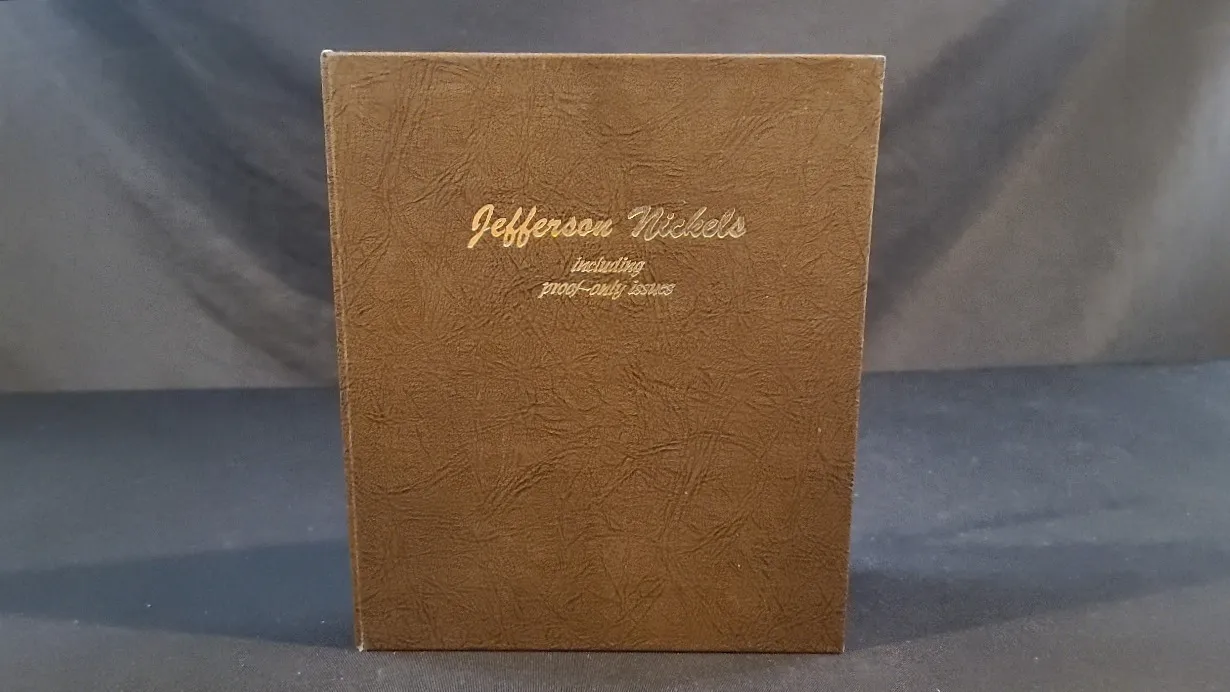 Jefferson Nickels
including
proof-only issues